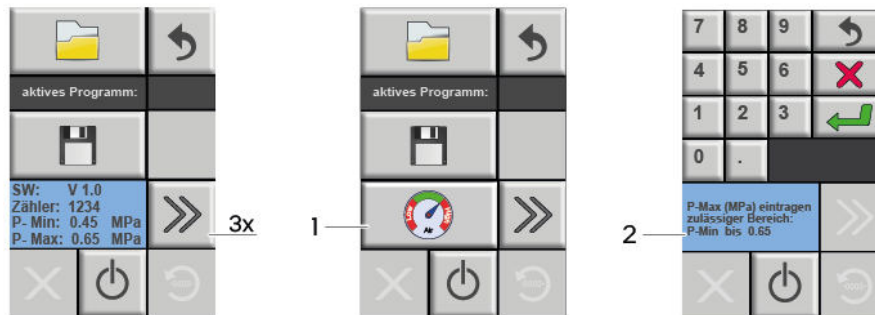 aktives Programm:
SW: V 1.0
Zähler: 1234
P- Min: 0.45 MPa
P- Max: 0.65 MPa
3x
aktives Programm:
1
Low
High
Air
7 8 9
4 5 6
1 2 3
0 .
P-Max (MPa) eintragen
zulässiger Bereich:
P-Min bis 0.65
2